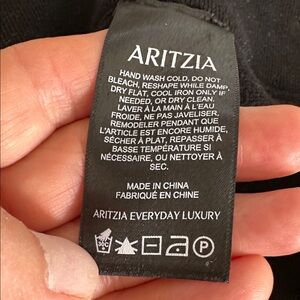 ARITZIA
HAND WASH COLD, DO NOT
BLEACH, RESHAPE WHILE DAMP,
DRY FLAT, COOL IRON ONLY IF
NEEDED, OR DRY CLEAN.
LAVER À LA MAIN À L'EAU
FROIDE, NE PAS JAVELLISER,
REMODELER PENDANT QUE
L'ARTICLE EST ENCORE HUMIDE,
SÉCHER À PLAT, REPASSER À
BASSE TEMPÉRATURE SI
NÉCESSAIRE, OU NETTOYER À
SEC.
MADE IN CHINA
FABRIQUÉ EN CHINE
ARITZIA EVERYDAY LUXURY
P